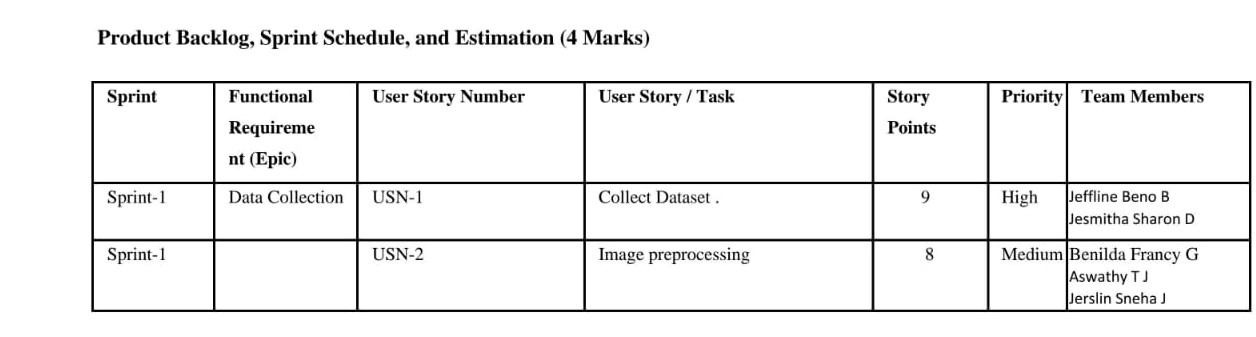 Product Backlog, Sprint Schedule, and Estimation (4 Marks)
Sprint Functional Requireme nt (Epic) User Story Number User Story / Task Story Points Priority Team Members
Sprint-1 Data Collection USN-1 Collect Dataset . 9 High Jeffline Beno B
Jesmitha Sharon D
Sprint-1 USN-2 Image preprocessing 8 Medium Benilda Francy G
Aswathy T J
Jerslin Sneha J